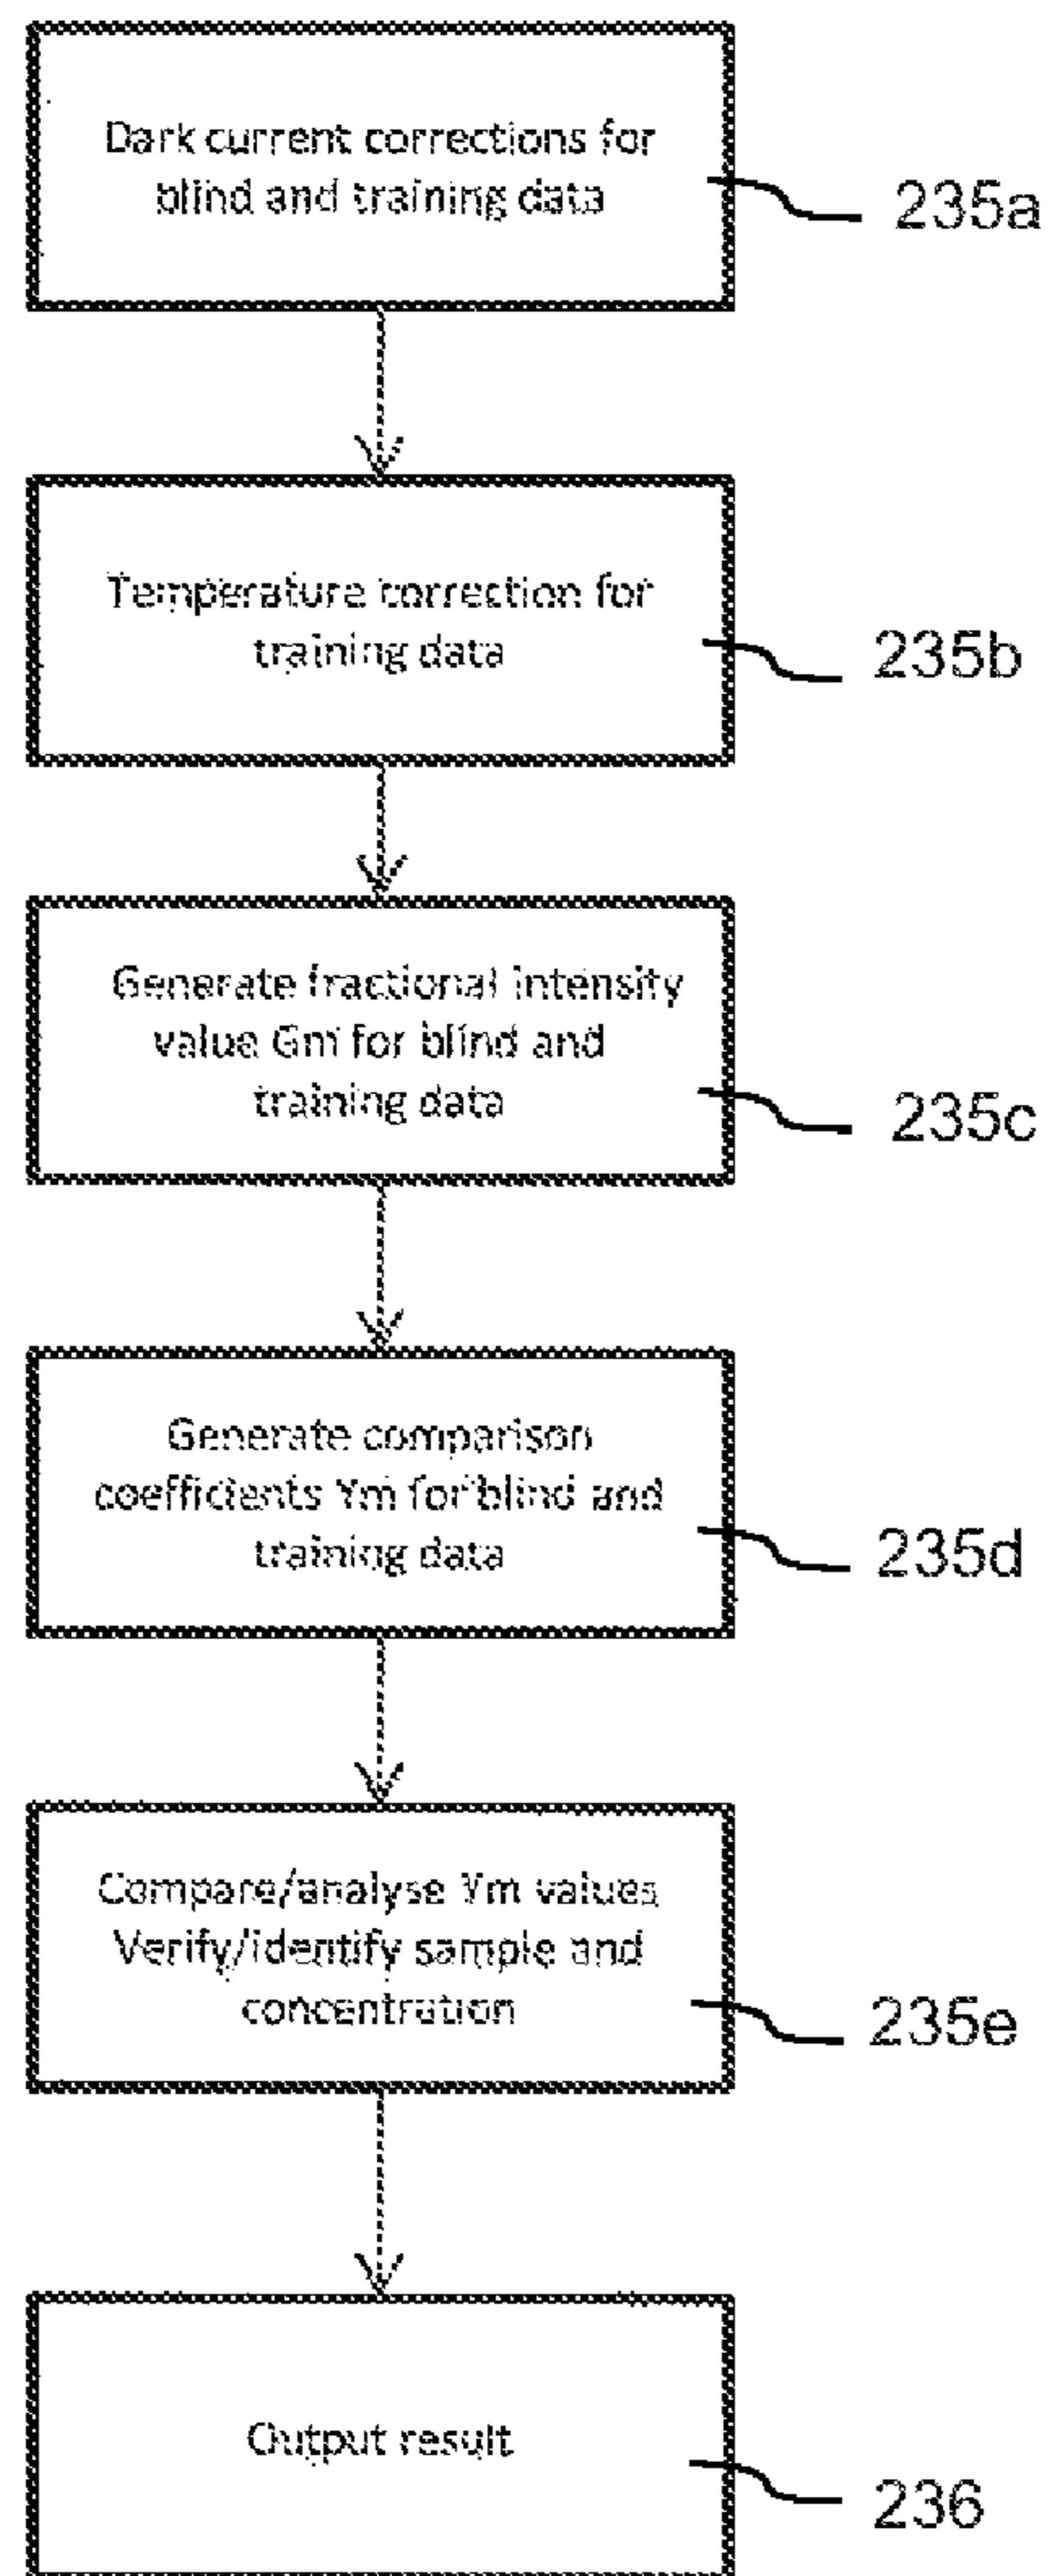 Dark current corrections for
blind and training data
235a
Temperature correction for
training data
235b
Generate fractional intensity
value Gm for blind and
training data
235c
Generate comparison
coefficients Ym for blind and
training data
235d
Compare/analyse Ym values
Verify/identify sample and
concentration
235e
Output result
236